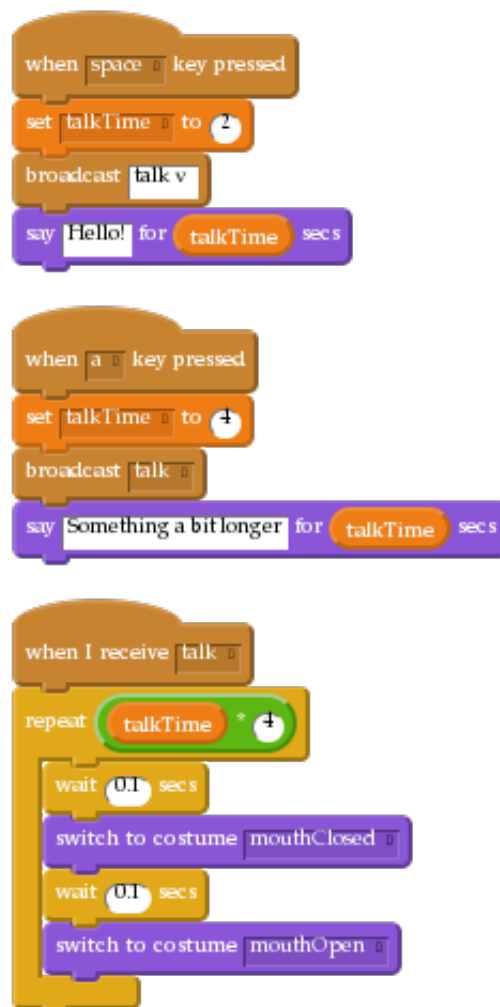 when space key pressed
set talkTime to 2
broadcast talk v
say Hello! for talkTime secs
when a key pressed
set talkTime to 4
broadcast talk
say Something a bit longer for talkTime secs
when I receive talk
repeat talkTime * 4
wait 0.1 secs
switch to costume mouthClosed
wait 0.1 secs
switch to costume mouthOpen